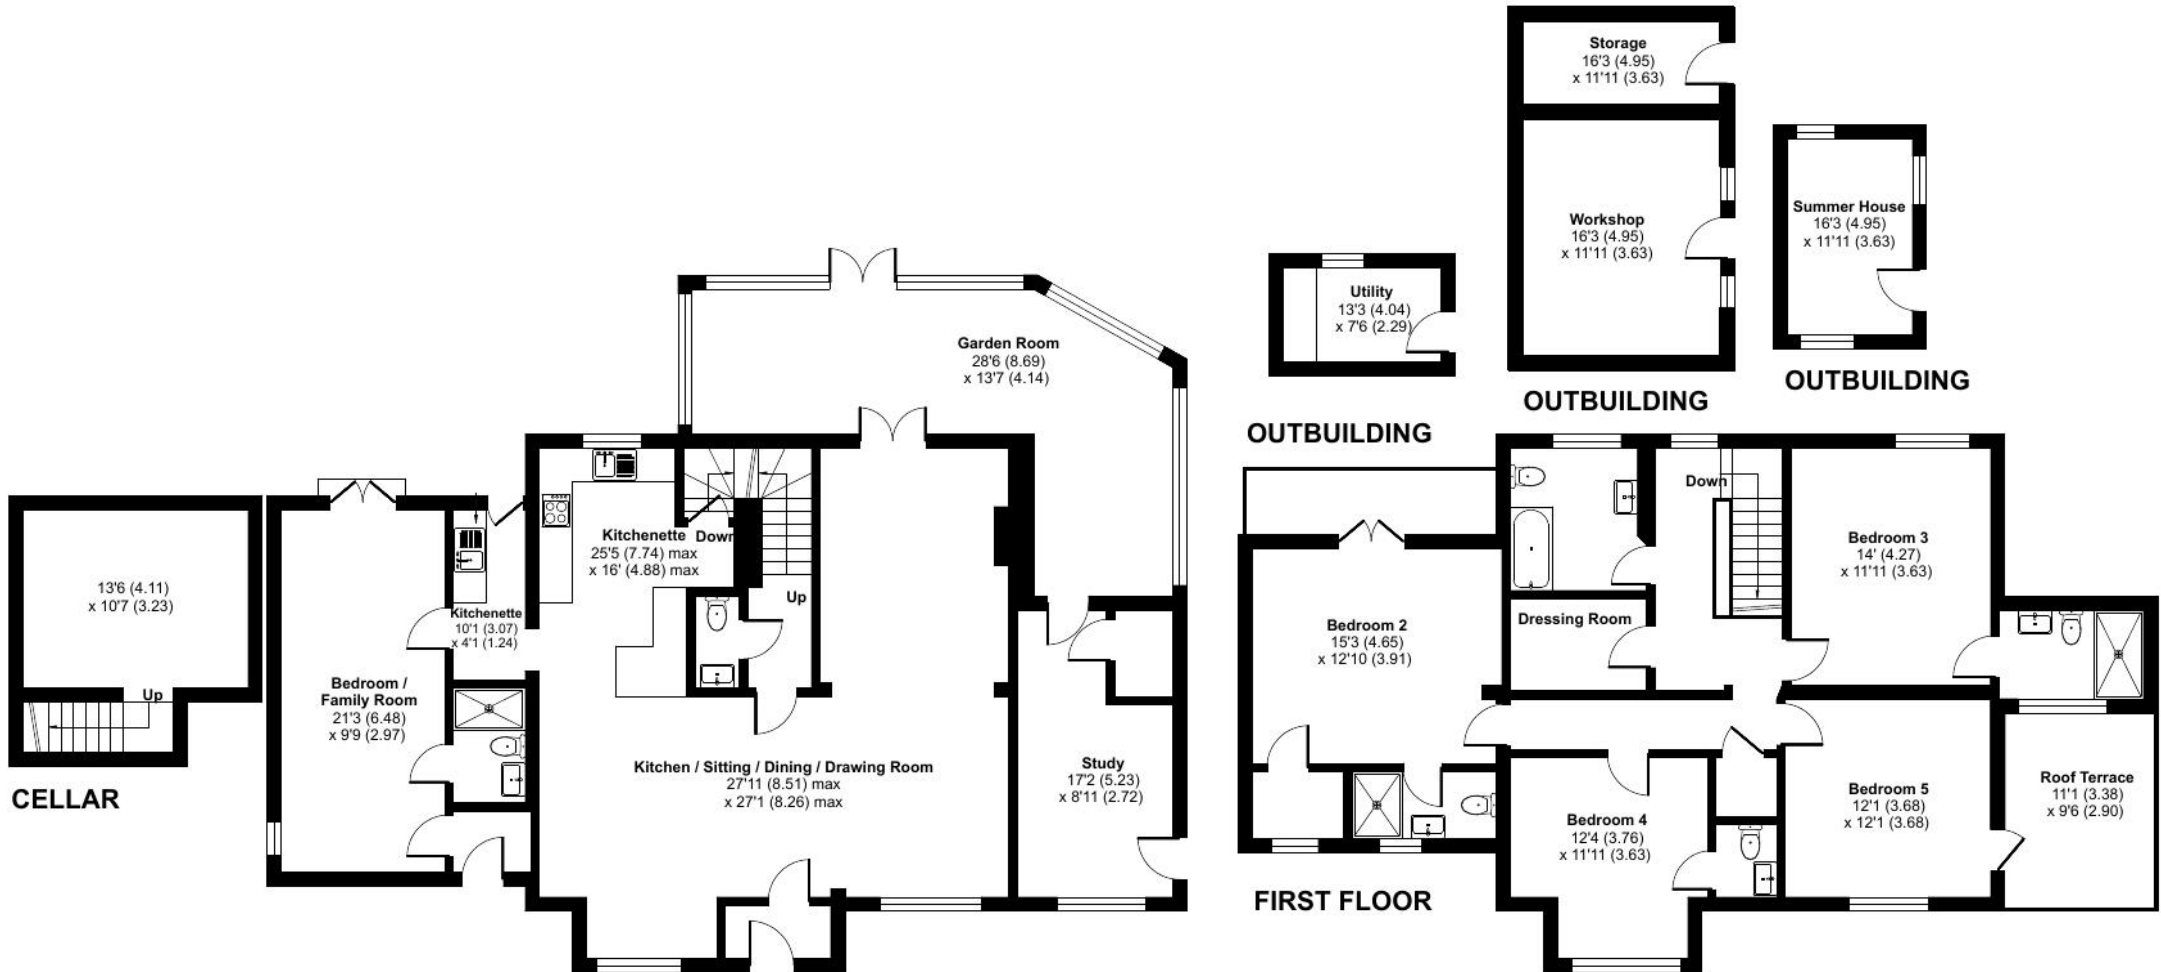 Storage
16'3 (4.95)
x 11'11 (3.63)
Workshop
16'3 (4.95)
x 11'11 (3.63)
OUTBUILDING
Summer House
16'3 (4.95)
x 11'11 (3.63)
OUTBUILDING
Utility
13'3 (4.04)
x 7'6 (2.29)
OUTBUILDING
13'6 (4.11)
x 10'7 (3.23)
Up
CELLAR
Garden Room
28'6 (8.69)
x 13'7 (4.14)
Kitchenette
25'5 (7.74) max
x 16' (4.88) max
Down
Up
Kitchenette
10'1 (3.07)
x 4'1 (1.24)
Bedroom /
Family Room
21'3 (6.48)
x 9'9 (2.97)
Kitchen / Sitting / Dining / Drawing Room
27'11 (8.51) max
x 27'1 (8.26) max
Study
17'2 (5.23)
x 8'11 (2.72)
Down
Bedroom 3
14' (4.27)
x 11'11 (3.63)
Bedroom 2
15'3 (4.65)
x 12'10 (3.91)
Dressing Room
Bedroom 4
12'4 (3.76)
x 11'11 (3.63)
Bedroom 5
12'1 (3.68)
x 12'1 (3.68)
Roof Terrace
11'1 (3.38)
x 9'6 (2.90)
FIRST FLOOR